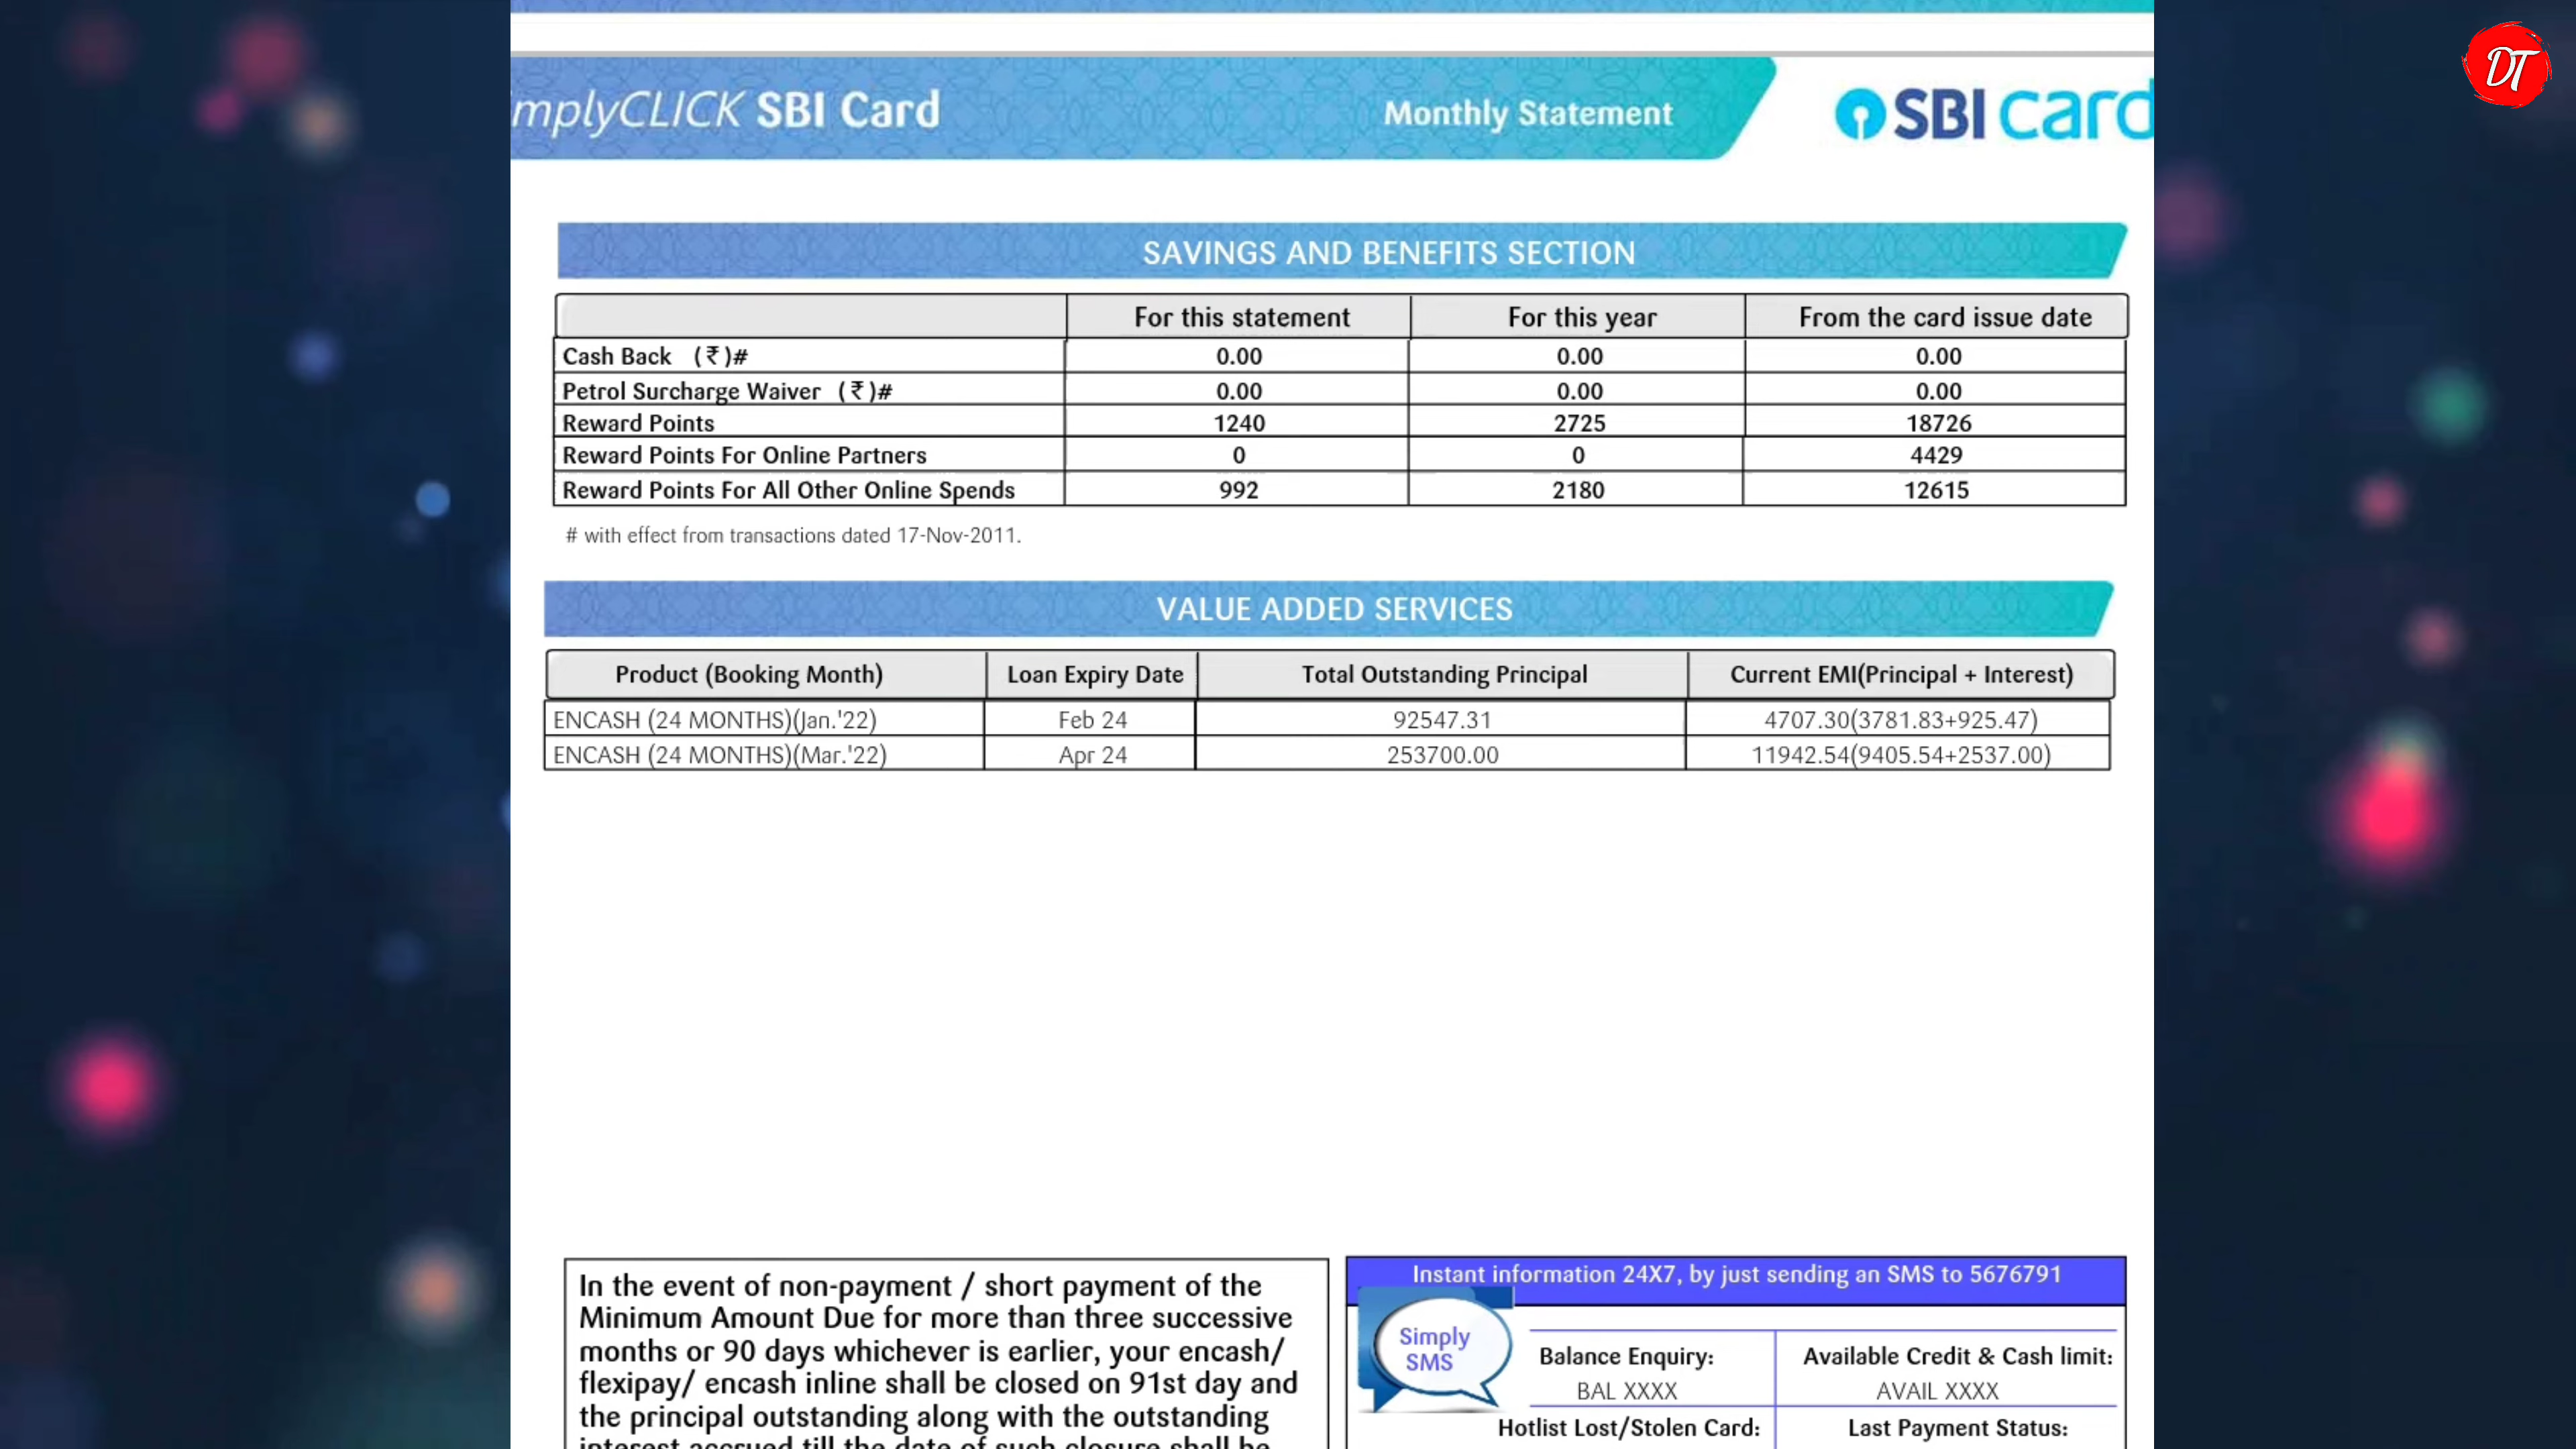 DT
mplyCLICK SBI Card
Monthly Statement
SBI card
SAVINGS AND BENEFITS SECTION
For this statement For this year From the card issue date
Cash Back (₹)# 0.00 0.00 0.00
Petrol Surcharge Waiver (₹)# 0.00 0.00 0.00
Reward Points 1240 2725 18726
Reward Points For Online Partners 0 0 4429
Reward Points For All Other Online Spends 992 2180 12615
# with effect from transactions dated 17-Nov-2011.
VALUE ADDED SERVICES
Product (Booking Month) Loan Expiry Date Total Outstanding Principal Current EMI(Principal + Interest)
ENCASH (24 MONTHS)(Jan.'22) Feb 24 92547.31 4707.30(3781.83+925.47)
ENCASH (24 MONTHS)(Mar.'22) Apr 24 253700.00 11942.54(9405.54+2537.00)
In the event of non-payment / short payment of the
Minimum Amount Due for more than three successive
months or 90 days whichever is earlier, your encash/
flexipay/ encash inline shall be closed on 91st day and
the principal outstanding along with the outstanding
interest accrued till the date of such closure shall be
Instant information 24X7, by just sending an SMS to 5676791
Simply
SMS
Balance Enquiry: Available Credit & Cash limit:
BAL XXXX AVAIL XXXX
Hotlist Lost/Stolen Card: Last Payment Status: